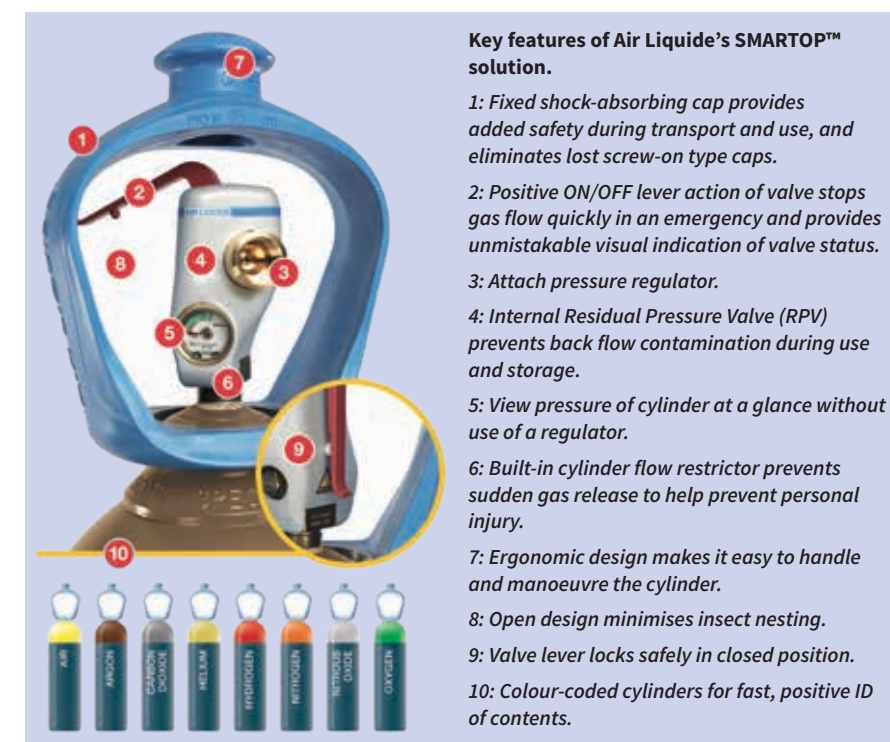 Key features of Air Liquide’s SMARTOP™
solution.
1: Fixed shock-absorbing cap provides
added safety during transport and use, and
eliminates lost screw-on type caps.
2: Positive ON/OFF lever action of valve stops
gas flow quickly in an emergency and provides
unmistakable visual indication of valve status.
3: Attach pressure regulator.
4: Internal Residual Pressure Valve (RPV)
prevents back flow contamination during use
and storage.
5: View pressure of cylinder at a glance without
use of a regulator.
6: Built-in cylinder flow restrictor prevents
sudden gas release to help prevent personal
injury.
7: Ergonomic design makes it easy to handle
and manoeuvre the cylinder.
8: Open design minimises insect nesting.
9: Valve lever locks safely in closed position.
10: Colour-coded cylinders for fast, positive ID
of contents.
7
1
2
AIR LIQUIDE
8
4
3
5
6
9
SPEC
10
AIR
ARGON
CARBON
DIOXIDE
HELIUM
HYDROGEN
NITROGEN
NITROUS
OXIDE
OXYGEN